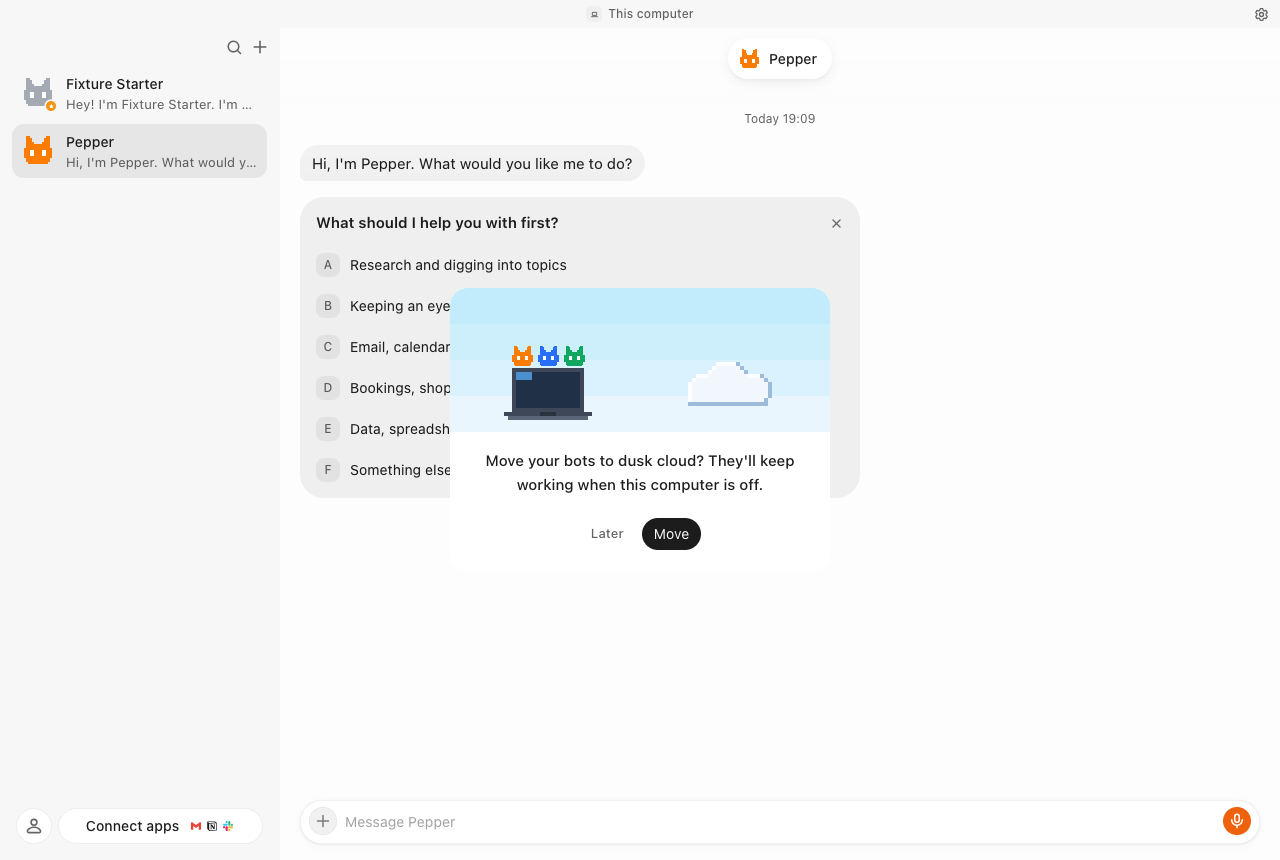 This computer
Fixture Starter
Hey! I'm Fixture Starter. I'm ...
Pepper
Hi, I'm Pepper. What would y...
Pepper
Today 19:09
Hi, I'm Pepper. What would you like me to do?
What should I help you with first?
A Research and digging into topics
B Keeping an eye
C Email, calendar
D Bookings, shop
E Data, spreadsh
F Something else
Move your bots to dusk cloud? They'll keep
working when this computer is off.
Later
Move
Connect apps
Message Pepper